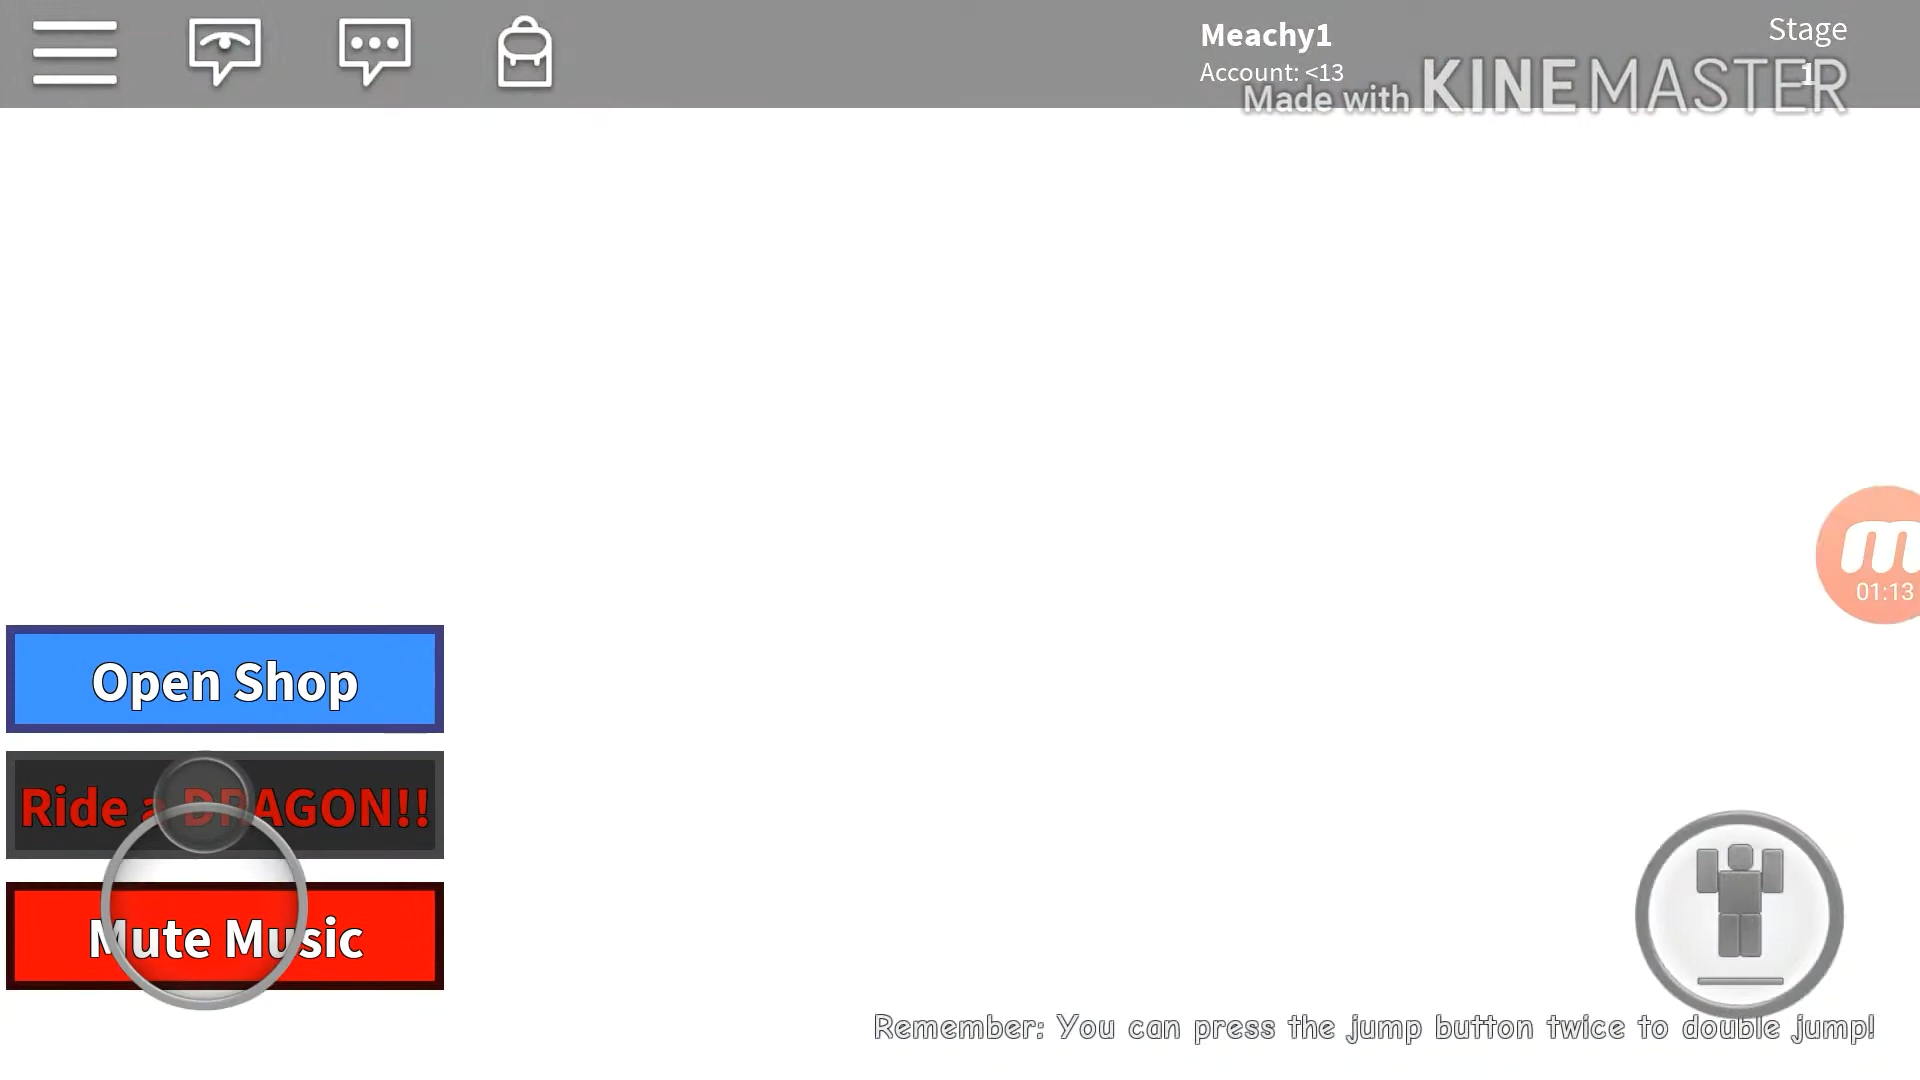 Meachy1
Account: <13
Stage
1
Made with KINEMASTER
01:13
Open Shop
Ride a DRAGON!!
Mute Music
Remember: You can press the jump button twice to double jump!